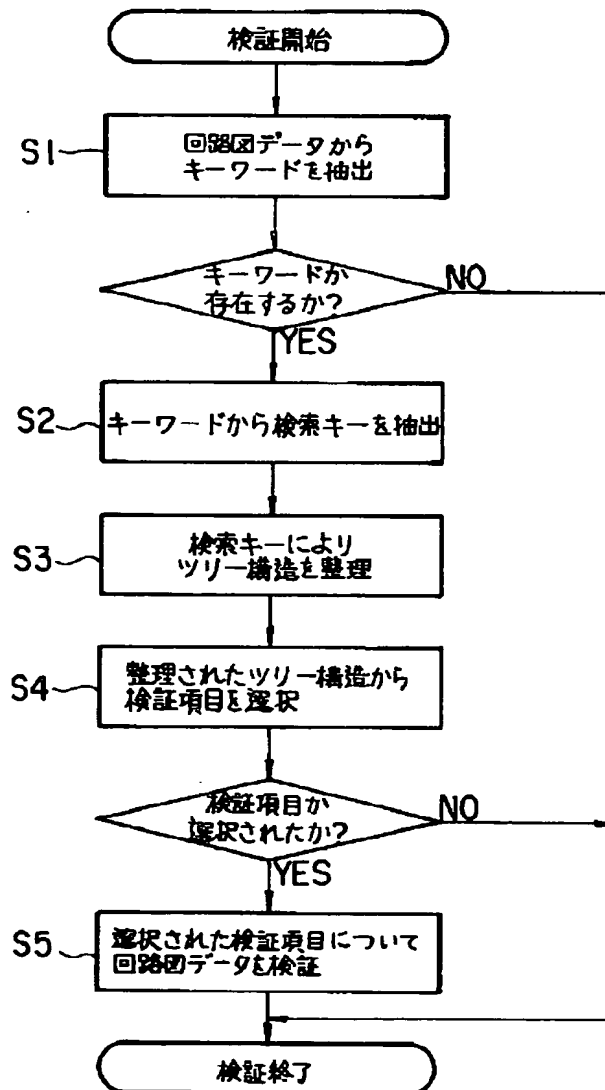 検証開始
S1
回路図データから
キーワードを抽出
キーワードが
存在するか?
NO
YES
S2
キーワードから検索キーを抽出
S3
検索キーにより
ツリー構造を整理
S4
整理されたツリー構造から
検証項目を選択
検証項目が
選択されたか?
NO
YES
S5
選択された検証項目について
回路図データを検証
検証終了